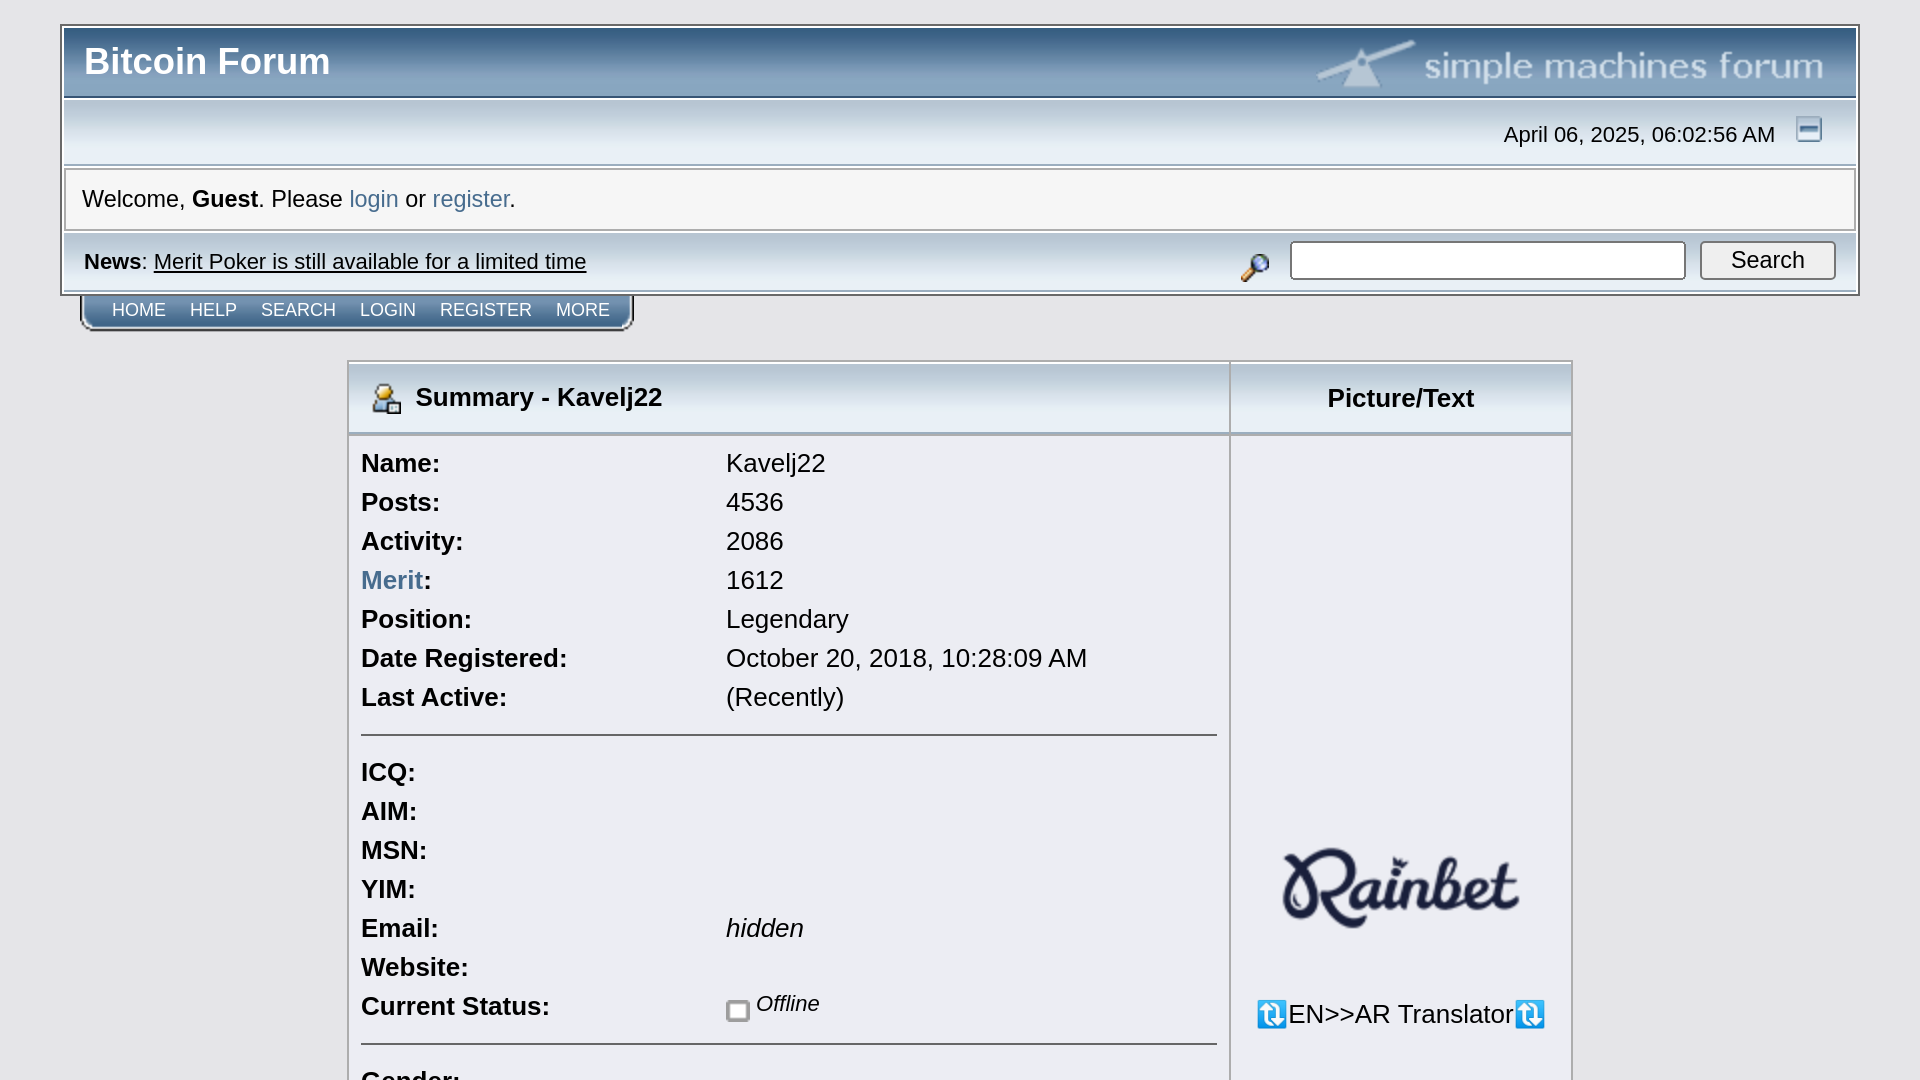 Bitcoin Forum
simple machines forum
April 06, 2025, 06:02:56 AM
Welcome, Guest. Please login or register.
News: Merit Poker is still available for a limited time
Search
HOME HELP SEARCH LOGIN REGISTER MORE
Summary - Kavelj22
Picture/Text
Name: Kavelj22
Posts: 4536
Activity: 2086
Merit: 1612
Position: Legendary
Date Registered: October 20, 2018, 10:28:09 AM
Last Active: (Recently)
ICQ:
AIM:
MSN:
YIM:
Email: hidden
Website:
Current Status: Offline
Rainbet
🔃EN>>AR Translator🔃
Gender: